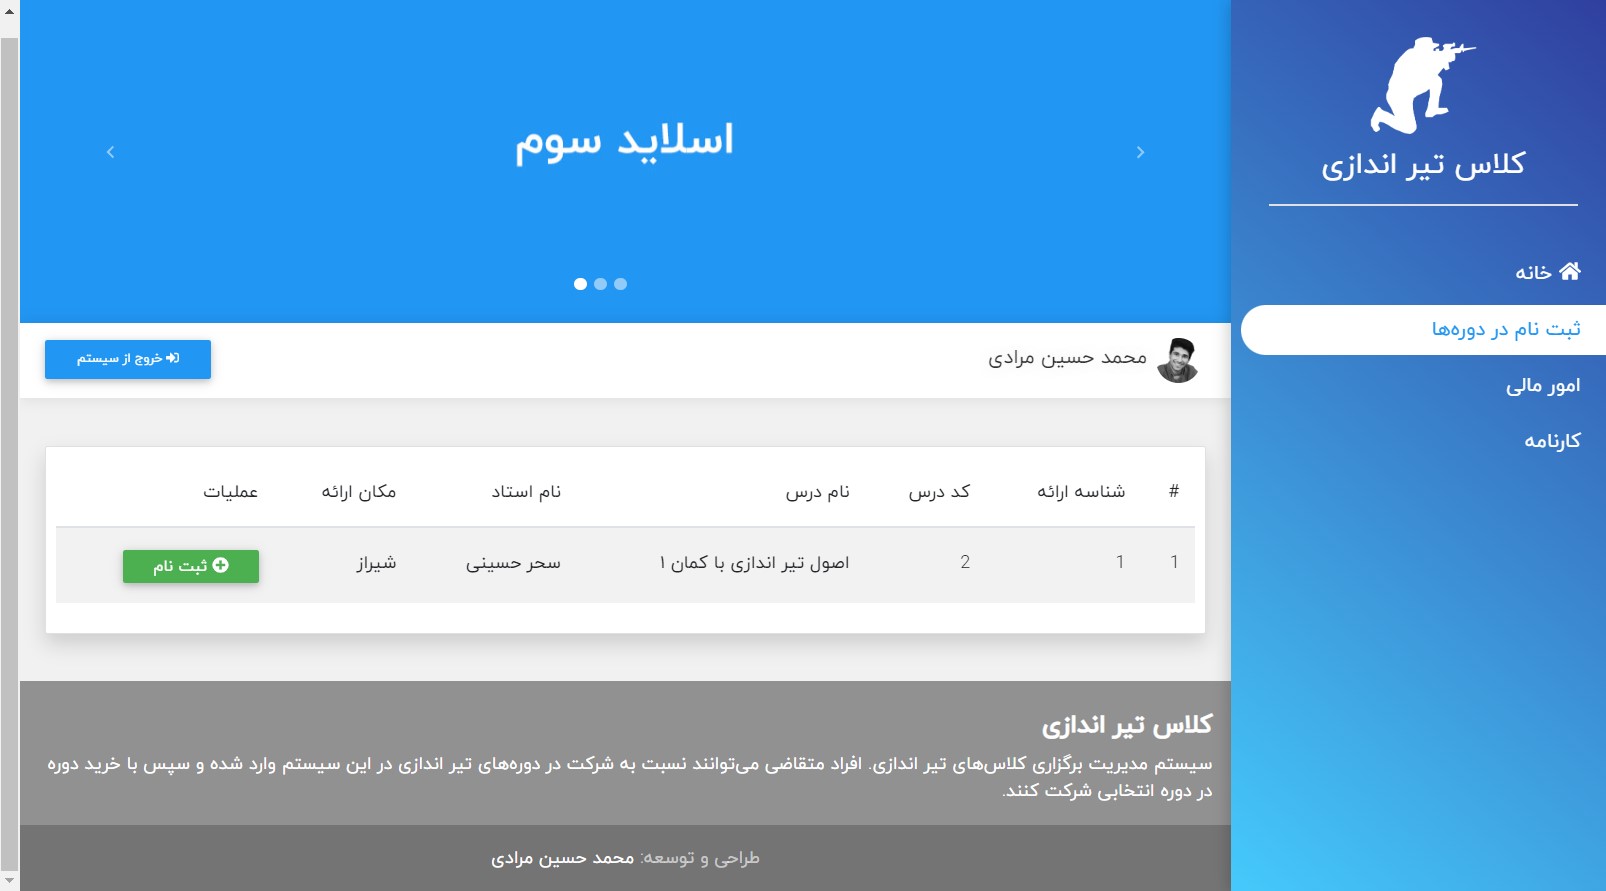 کلاس تیر اندازی
خانه
ثبت نام در دوره‌ها
امور مالی
کارنامه
اسلاید سوم
محمد حسین مرادی
خروج از سیستم
# شناسه ارائه کد درس نام درس نام استاد مکان ارائه عملیات
1 1 2 اصول تیر اندازی با کمان ۱ سحر حسینی شیراز ثبت نام
کلاس تیر اندازی
سیستم مدیریت برگزاری کلاس‌های تیر اندازی. افراد متقاضی می‌توانند نسبت به شرکت در دوره‌های تیر اندازی در این سیستم وارد شده و سپس با خرید دوره
در دوره انتخابی شرکت کنند.
طراحی و توسعه: محمد حسین مرادی